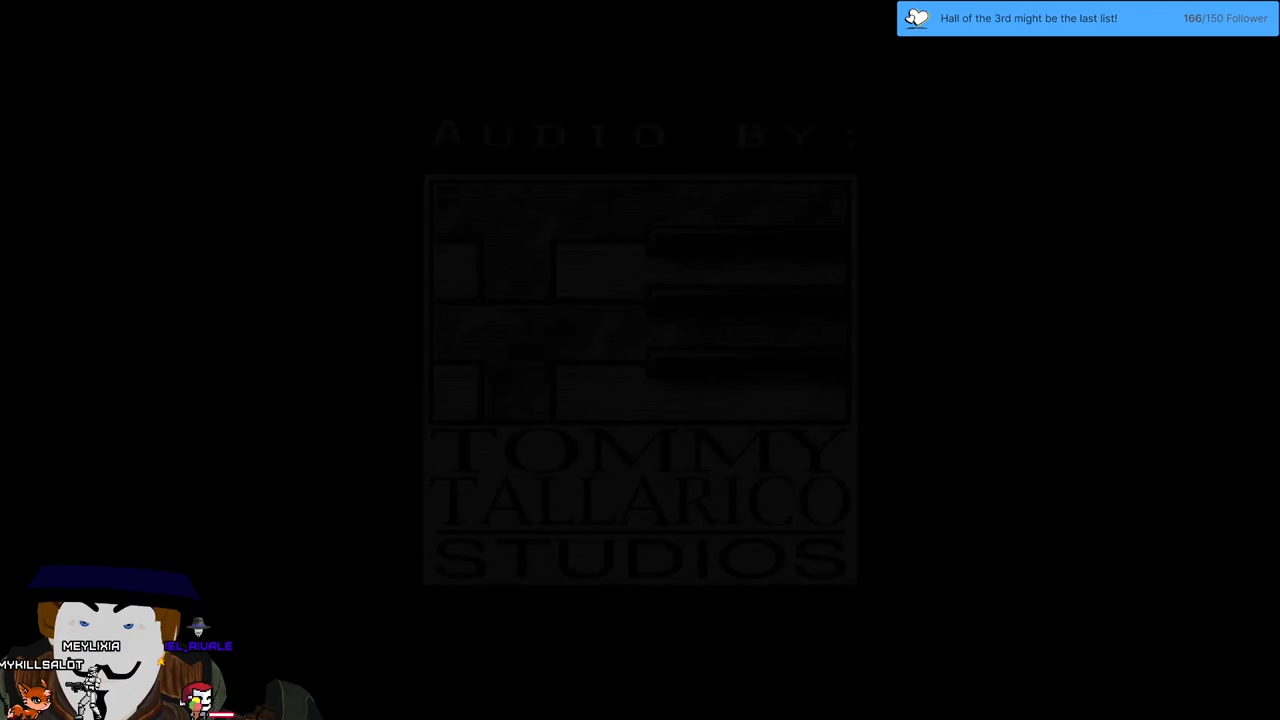 Hall of the 3rd might be the last list! 166/150 Follower
AUDIO BY:
TOMMY
TALLARICO
STUDIOS
MEYLIXIA
IEL_AIVALE
MYKILLSALOT